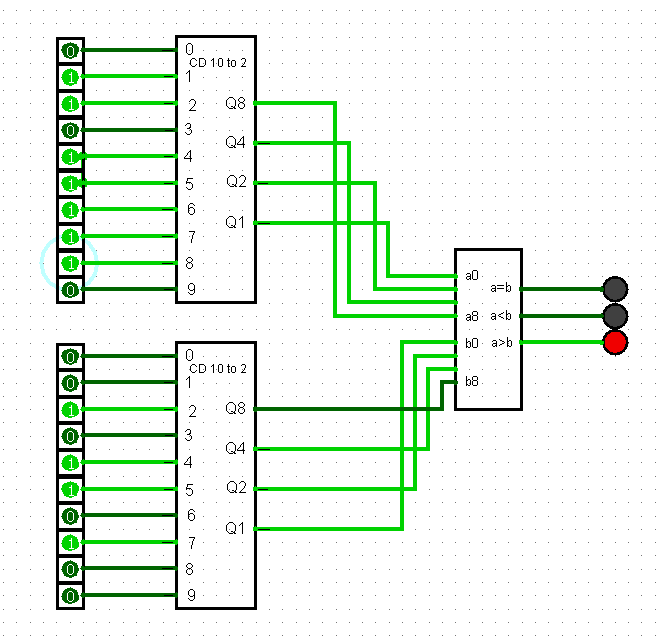 0 0
CD 10 to 2
1 1
1 2 Q8
0 3
1 4 Q4
1 5 Q2
1 6
1 7 Q1
1 8
0 9
a0
a=b
a8 a<b
b0 a>b
b8
0 0
CD 10 to 2
0 1
1 2 Q8
0 3
1 4 Q4
1 5 Q2
0 6
1 7 Q1
0 8
0 9